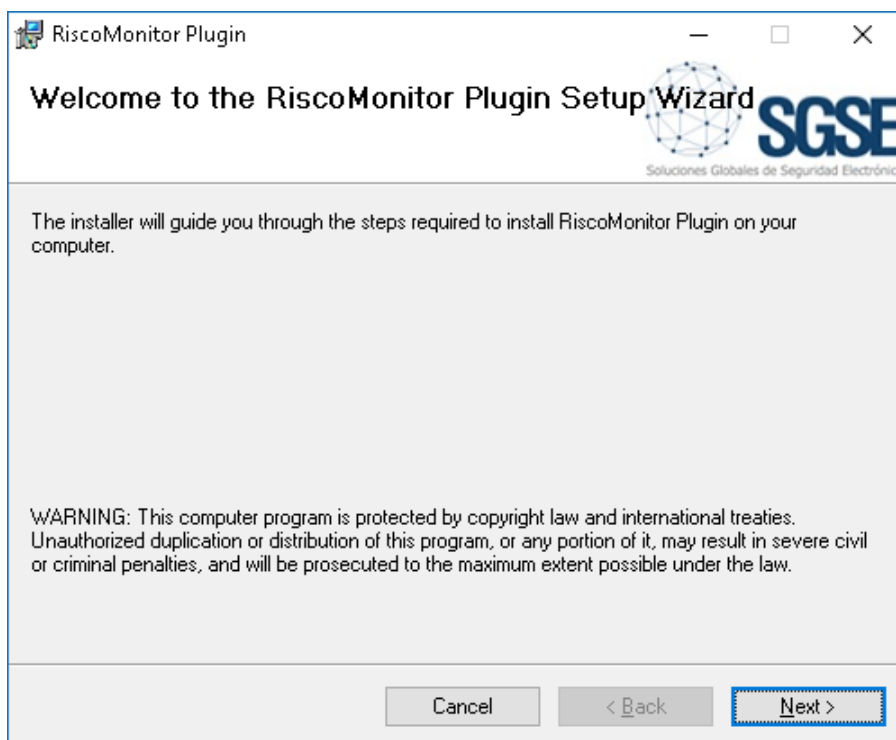 RiscoMonitor Plugin
Welcome to the RiscoMonitor Plugin Setup Wizard
SGSE
Soluciones Globales de Seguridad Electrónic
The installer will guide you through the steps required to install RiscoMonitor Plugin on your
computer.
WARNING: This computer program is protected by copyright law and international treaties.
Unauthorized duplication or distribution of this program, or any portion of it, may result in severe civil
or criminal penalties, and will be prosecuted to the maximum extent possible under the law.
Cancel
< Back
Next >